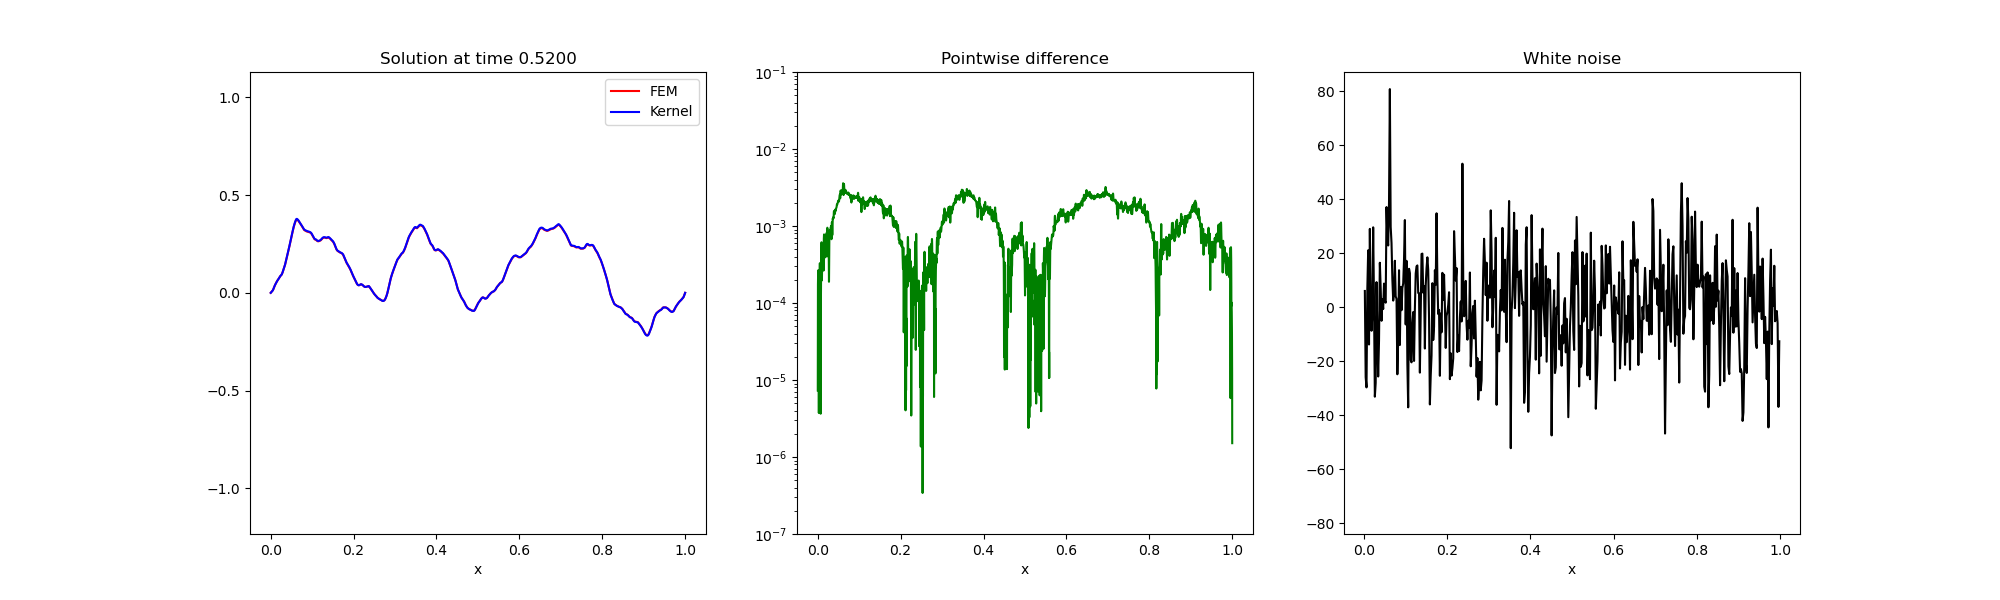 Solution at time 0.5200
FEM
Kernel
1.0
0.5
0.0
−0.5
−1.0
0.0 0.2 0.4 0.6 0.8 1.0
x
Pointwise difference
10⁻¹
10⁻²
10⁻³
10⁻⁴
10⁻⁵
10⁻⁶
10⁻⁷
0.0 0.2 0.4 0.6 0.8 1.0
x
White noise
80
60
40
20
0
−20
−40
−60
−80
0.0 0.2 0.4 0.6 0.8 1.0
x